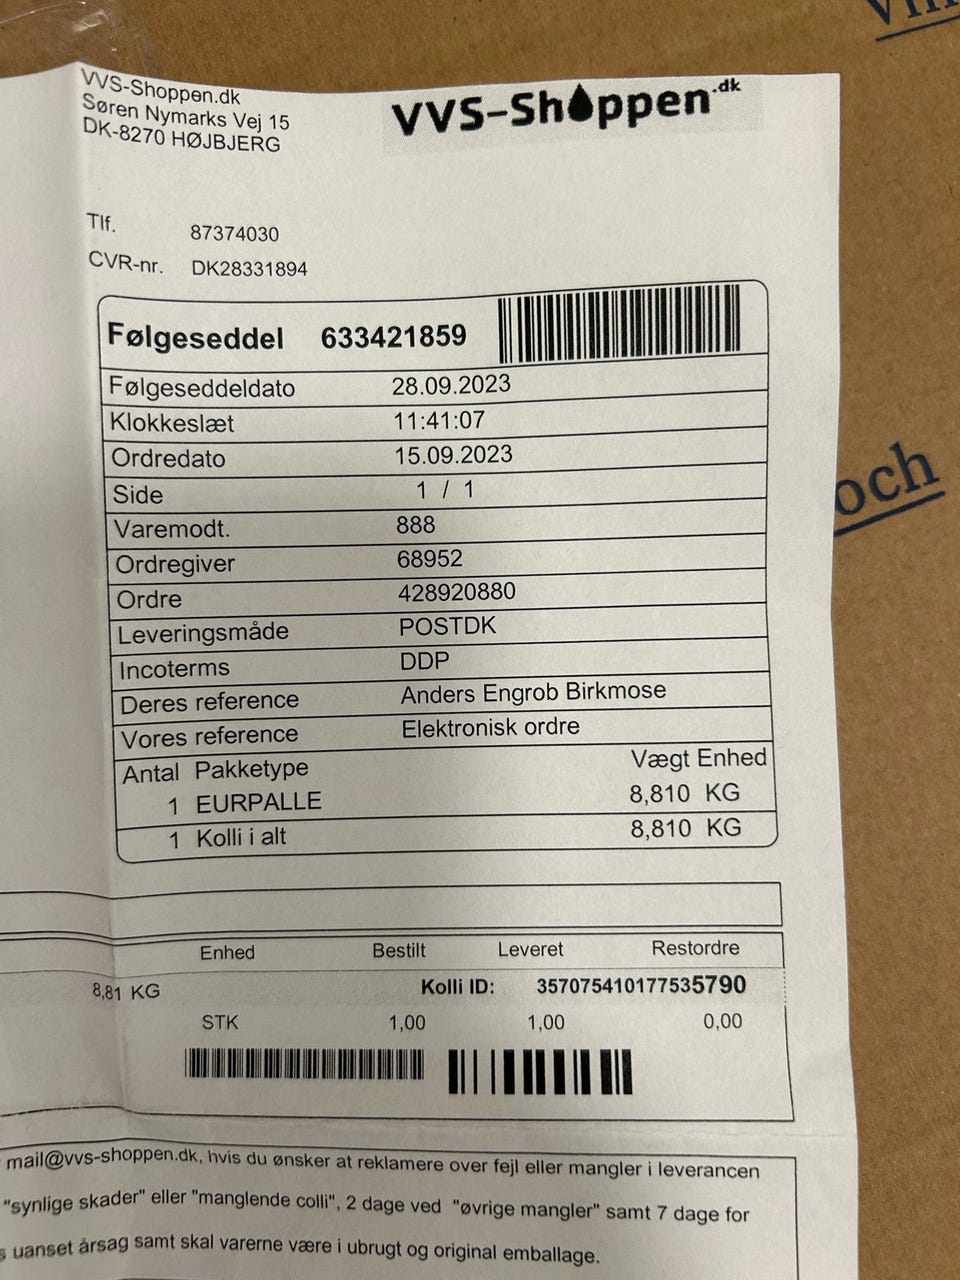 VVS-Shoppen.dk
Søren Nymarks Vej 15
DK-8270 HØJBJERG
VVS-Shoppen.dk
Tlf. 87374030
CVR-nr. DK28331894
Følgeseddel 633421859
Følgeseddeldato 28.09.2023
Klokkeslæt 11:41:07
Ordredato 15.09.2023
Side 1 / 1
Varemodt. 888
Ordregiver 68952
Ordre 428920880
Leveringsmåde POSTDK
Incoterms DDP
Deres reference Anders Engrob Birkmose
Vores reference Elektronisk ordre
Antal Pakketype Vægt Enhed
1 EURPALLE 8,810 KG
1 Kolli i alt 8,810 KG
Enhed Bestilt Leveret Restordre
8,81 KG Kolli ID: 357075410177535790
STK 1,00 1,00 0,00
mail@vvs-shoppen.dk, hvis du ønsker at reklamere over fejl eller mangler i leverancen
"synlige skader" eller "manglende colli", 2 dage ved "øvrige mangler" samt 7 dage for
uanset årsag samt skal varerne være i ubrugt og original emballage.
och